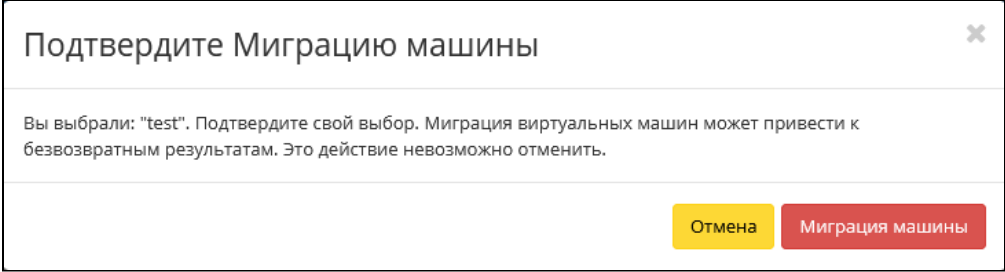 Подтвердите Миграцию машины
Вы выбрали: "test". Подтвердите свой выбор. Миграция виртуальных машин может привести к
безвозвратным результатам. Это действие невозможно отменить.
Отмена
Миграция машины